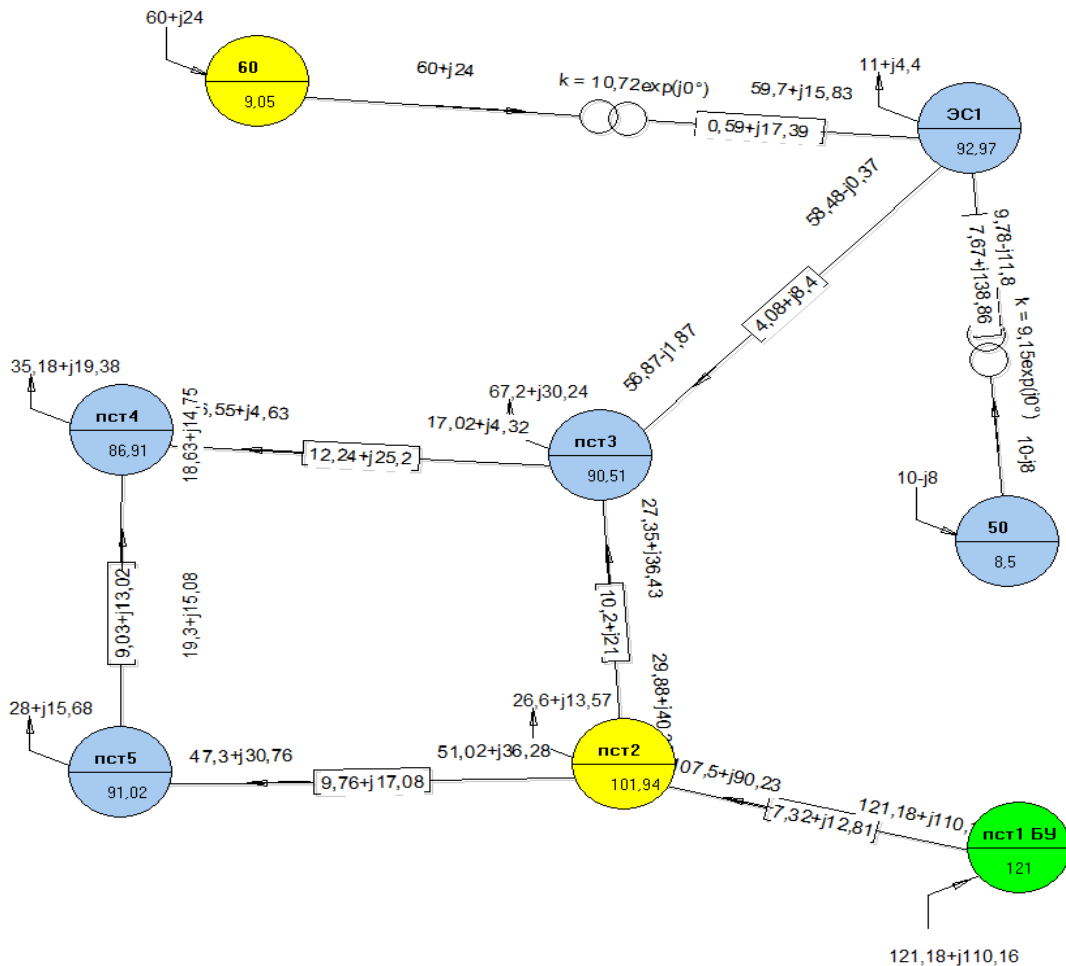 60+j24
60
9,05
60+j24
k = 10,72exp(j0°)
59,7+j15,83
0,59+j17,39
11+j4,4
ЭС1
92,97
58,48-j0,37
4,08+j8,4
56,87-j1,87
9,78-j11,8
7,67+j138,86
k = 9,15exp(j0°)
10-j8
10-j8
50
8,5
35,18+j19,38
пст4
86,91
18,63+j14,75
6,55+j4,63
12,24+j25,2
67,2+j30,24
17,02+j4,32
пст3
90,51
27,35+j36,43
10,2+j21
29,88+j40,
9,03+j13,02
19,3+j15,08
28+j15,68
пст5
91,02
47,3+j30,76
9,76+j17,08
51,02+j36,28
26,6+j13,57
пст2
101,94
107,5+j90,23
7,32+j12,81
121,18+j110,
пст1 БУ
121
121,18+j110,16